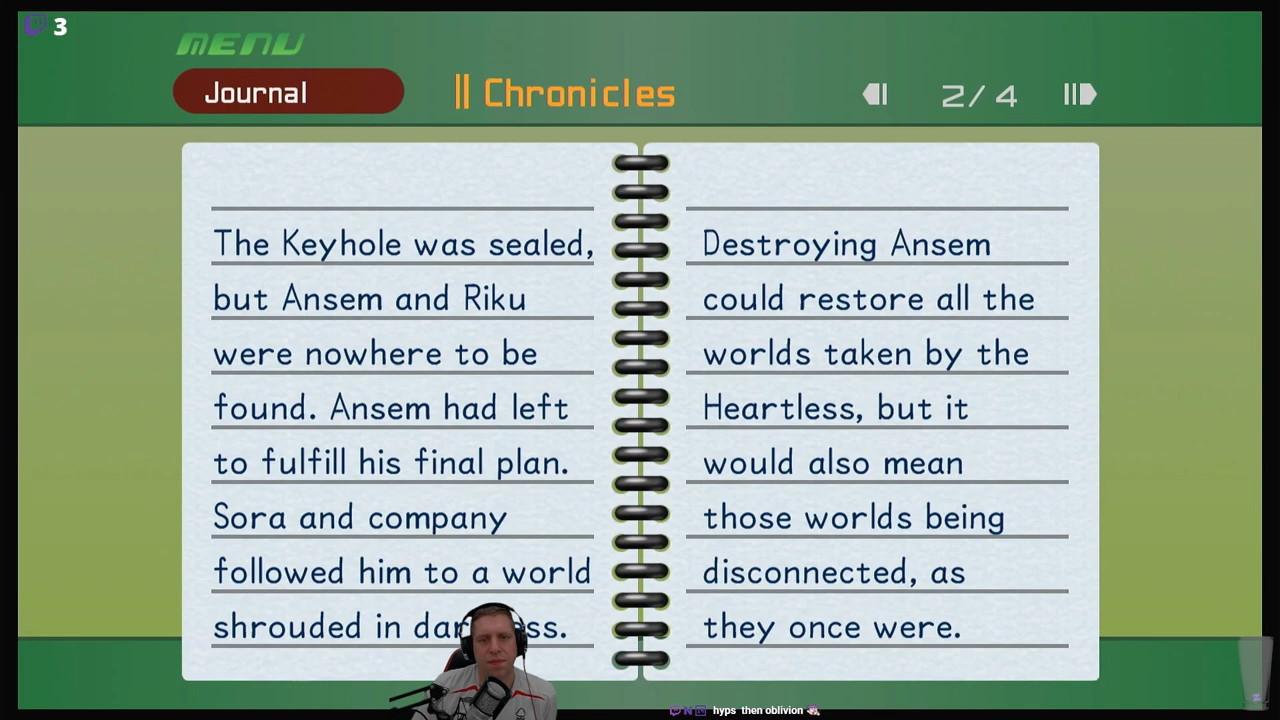 3
MENU
Journal
Chronicles
2/4
The Keyhole was sealed,
but Ansem and Riku
were nowhere to be
found. Ansem had left
to fulfill his final plan.
Sora and company
followed him to a world
shrouded in
Destroying Ansem
could restore all the
worlds taken by the
Heartless, but it
would also mean
those worlds being
disconnected, as
they once were.
hyps then oblivion